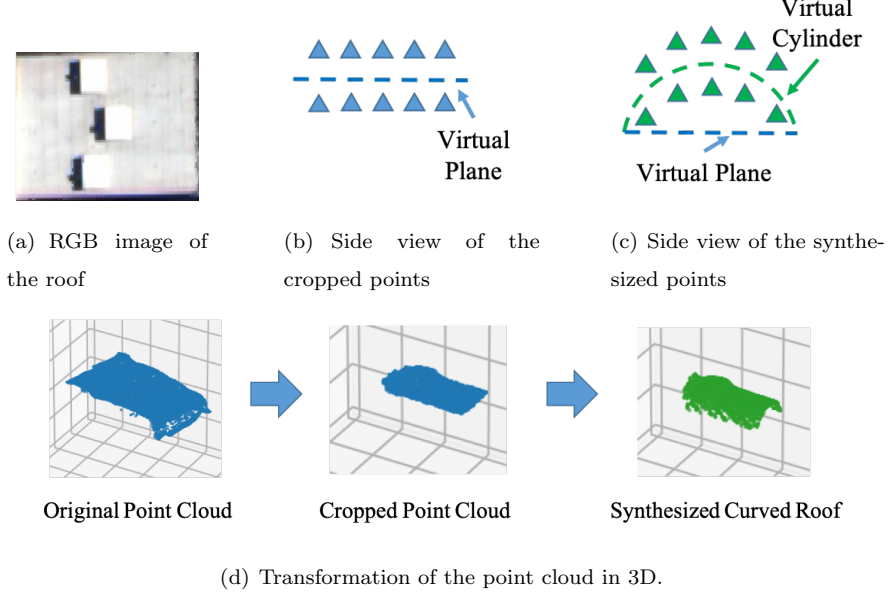 Virtual
Plane
Virtual
Cylinder
Virtual Plane
(a) RGB image of
the roof
(b) Side view of the
cropped points
(c) Side view of the synthe-
sized points
Original Point Cloud
Cropped Point Cloud
Synthesized Curved Roof
(d) Transformation of the point cloud in 3D.